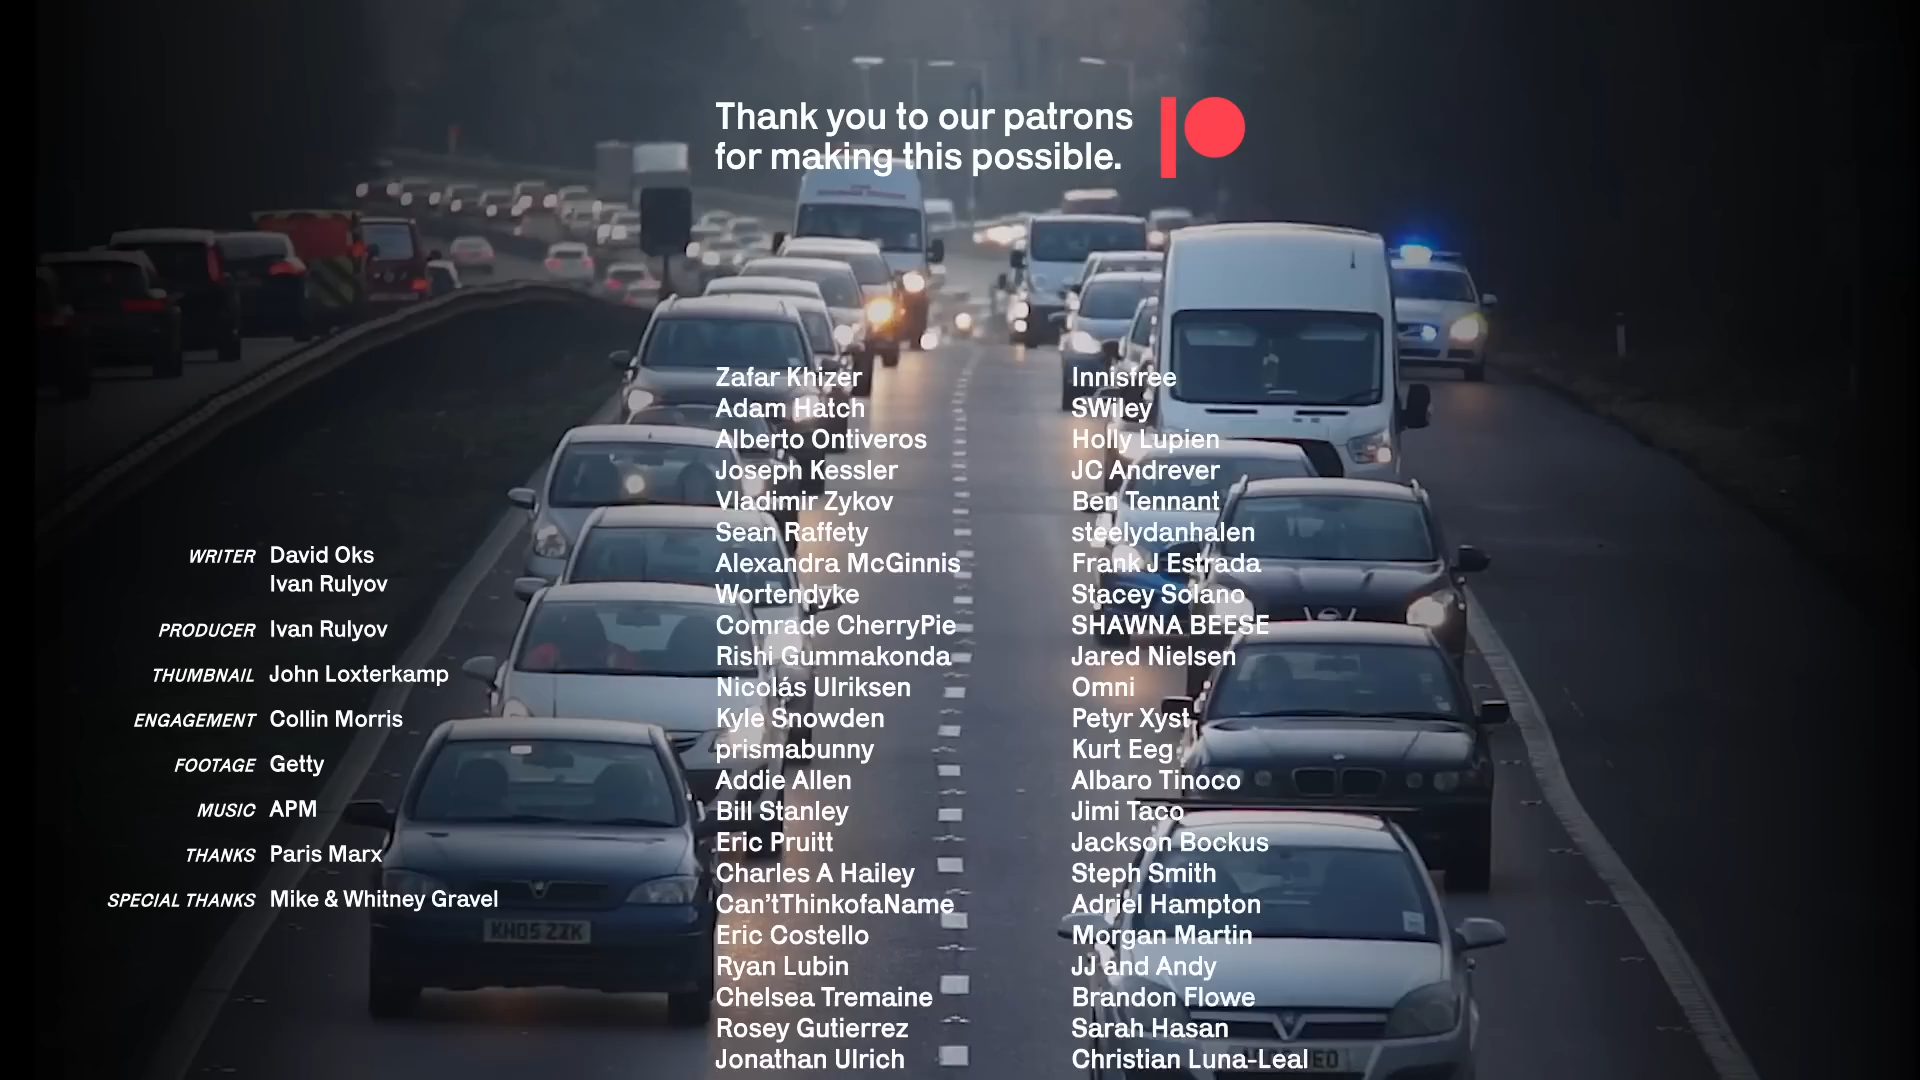 Thank you to our patrons
for making this possible.
WRITER David Oks
Ivan Rulyov
PRODUCER Ivan Rulyov
THUMBNAIL John Loxterkamp
ENGAGEMENT Collin Morris
FOOTAGE Getty
MUSIC APM
THANKS Paris Marx
SPECIAL THANKS Mike & Whitney Gravel
Zafar Khizer
Adam Hatch
Alberto Ontiveros
Joseph Kessler
Vladimir Zykov
Sean Raffety
Alexandra McGinnis
Wortendyke
Comrade CherryPie
Rishi Gummakonda
Nicolás Ulriksen
Kyle Snowden
prismabunny
Addie Allen
Bill Stanley
Eric Pruitt
Charles A Hailey
Can'tThinkofaName
Eric Costello
Ryan Lubin
Chelsea Tremaine
Rosey Gutierrez
Jonathan Ulrich
Innisfree
SWiley
Holly Lupien
JC Andrever
Ben Tennant
steelydanhalen
Frank J Estrada
Stacey Solano
SHAWNA BEESE
Jared Nielsen
Omni
Petyr Xyst
Kurt Eeg
Albaro Tinoco
Jimi Taco
Jackson Bockus
Steph Smith
Adriel Hampton
Morgan Martin
JJ and Andy
Brandon Flowe
Sarah Hasan
Christian Luna-Leal